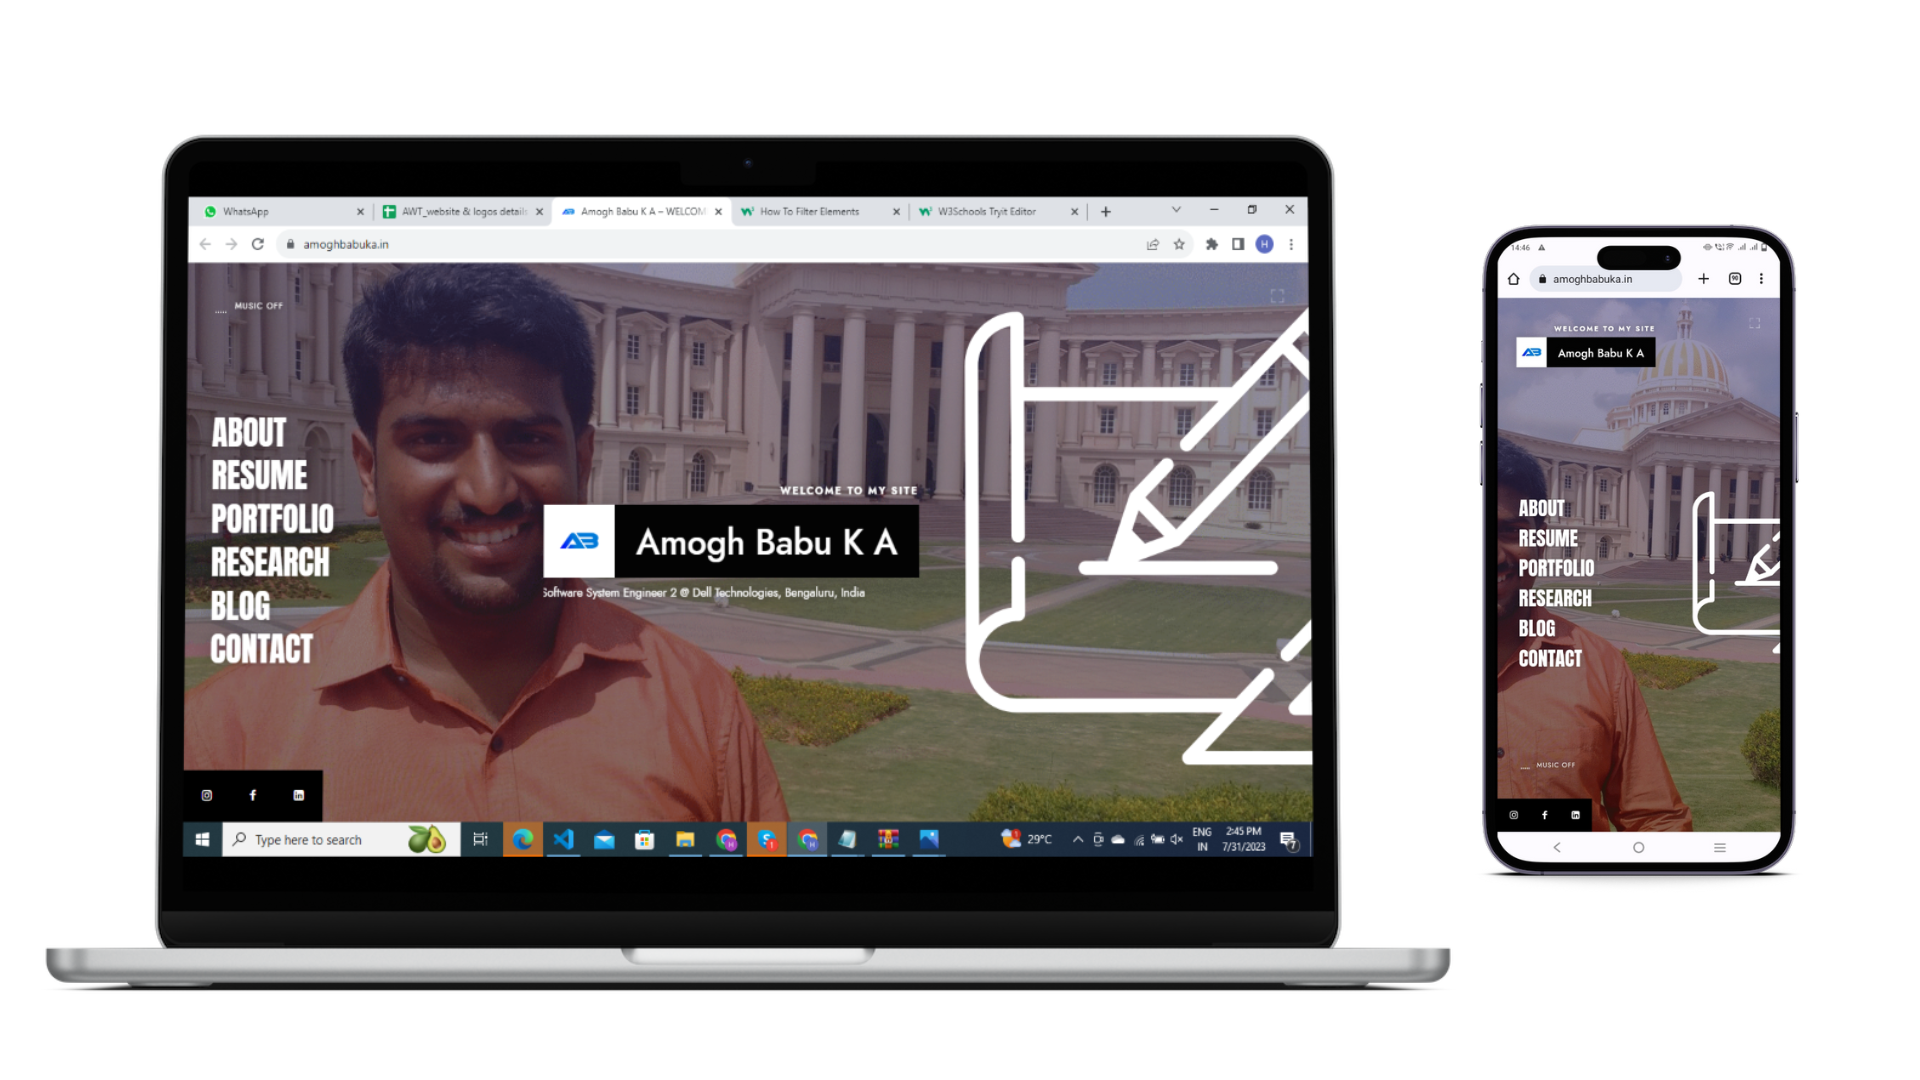 WhatsApp
AWT_website & logos details
Amogh Babu K A – WELCOM
How To Filter Elements
W3Schools Tryit Editor
amoghbabuka.in
H
MUSIC OFF
ABOUT
RESUME
PORTFOLIO
RESEARCH
BLOG
CONTACT
WELCOME TO MY SITE
AB
Amogh Babu K A
Software System Engineer 2 @ Dell Technologies, Bengaluru, India
Type here to search
29°C
ENG
IN
2:45 PM
7/31/2023
7
14:46
amoghbabuka.in
90
WELCOME TO MY SITE
AB
Amogh Babu K A
ABOUT
RESUME
PORTFOLIO
RESEARCH
BLOG
CONTACT
MUSIC OFF